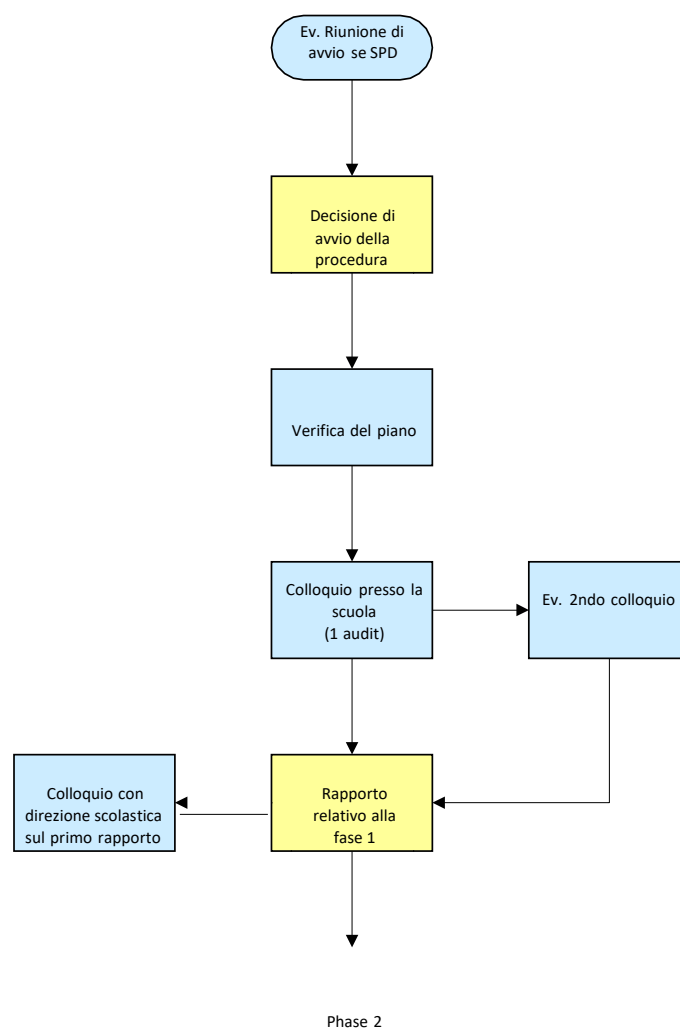 Ev. Riunione di
avvio se SPD
Decisione di
avvio della
procedura
Verifica del piano
Colloquio presso la
scuola
(1 audit)
Ev. 2ndo colloquio
Colloquio con
direzione scolastica
sul primo rapporto
Rapporto
relativo alla
fase 1
Phase 2